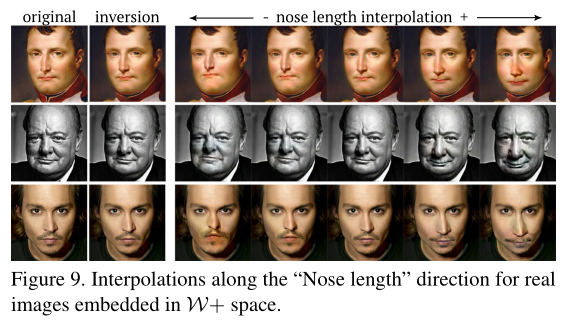 original inversion - nose length interpolation +
Figure 9. Interpolations along the “Nose length” direction for real
images embedded in W+ space.